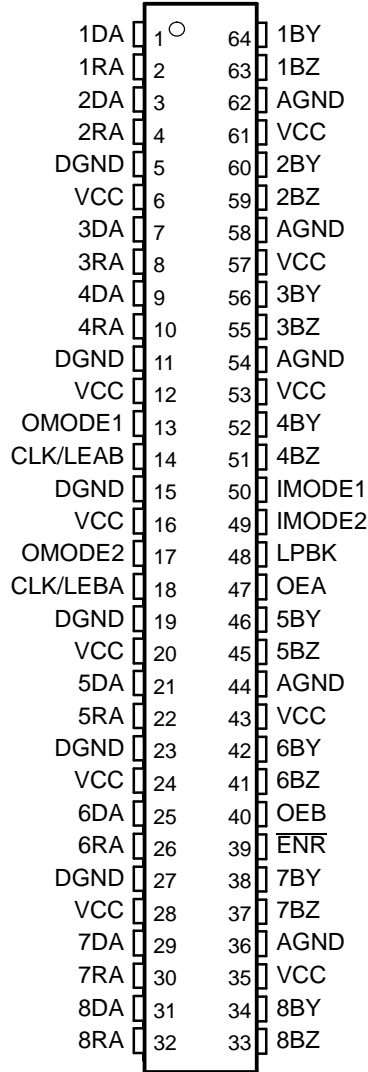 1DA 1 64 1BY
1RA 2 63 1BZ
2DA 3 62 AGND
2RA 4 61 VCC
DGND 5 60 2BY
VCC 6 59 2BZ
3DA 7 58 AGND
3RA 8 57 VCC
4DA 9 56 3BY
4RA 10 55 3BZ
DGND 11 54 AGND
VCC 12 53 VCC
OMODE1 13 52 4BY
CLK/LEAB 14 51 4BZ
DGND 15 50 IMODE1
VCC 16 49 IMODE2
OMODE2 17 48 LPBK
CLK/LEBA 18 47 OEA
DGND 19 46 5BY
VCC 20 45 5BZ
5DA 21 44 AGND
5RA 22 43 VCC
DGND 23 42 6BY
VCC 24 41 6BZ
6DA 25 40 OEB
6RA 26 39 E̅N̅R̅
DGND 27 38 7BY
VCC 28 37 7BZ
7DA 29 36 AGND
7RA 30 35 VCC
8DA 31 34 8BY
8RA 32 33 8BZ